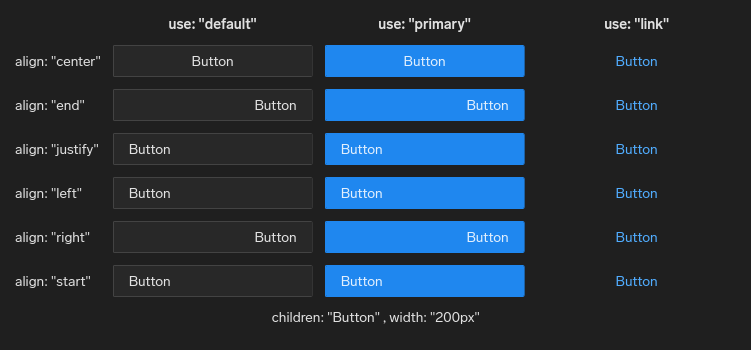 use: "default" use: "primary" use: "link"
align: "center" Button Button Button
align: "end" Button Button Button
align: "justify" Button Button Button
align: "left" Button Button Button
align: "right" Button Button Button
align: "start" Button Button Button
children: "Button" , width: "200px"